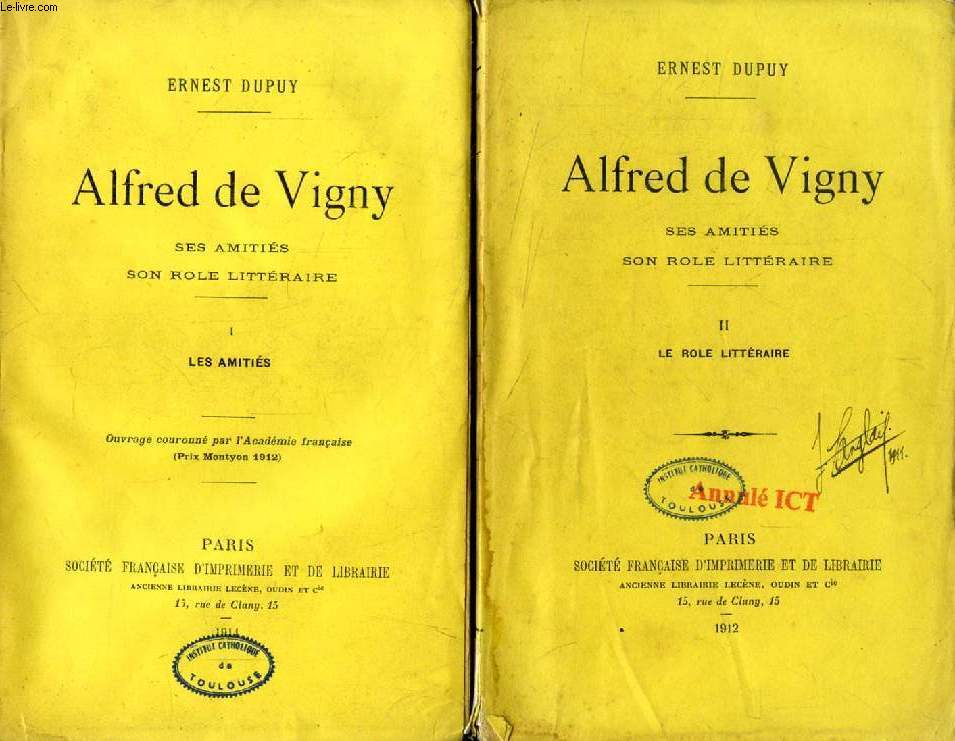 Le-livre.com
ERNEST DUPUY
Alfred de Vigny
SES AMITIÉS
SON ROLE LITTÉRAIRE
I
LES AMITIÉS
Ouvrage couronné par l'Académie française
(Prix Montyon 1912)
PARIS
SOCIÉTÉ FRANÇAISE D'IMPRIMERIE ET DE LIBRAIRIE
ANCIENNE LIBRAIRIE LECÈNE, OUDIN ET Cie
15, rue de Cluny, 15
INSTITUT CATHOLIQUE
de
TOULOUSE
ERNEST DUPUY
Alfred de Vigny
SES AMITIÉS
SON ROLE LITTÉRAIRE
II
LE ROLE LITTÉRAIRE
INSTITUT CATHOLIQUE
de
TOULOUSE
Annulé ICT
PARIS
SOCIÉTÉ FRANÇAISE D'IMPRIMERIE ET DE LIBRAIRIE
ANCIENNE LIBRAIRIE LECÈNE, OUDIN ET Cie
15, rue de Cluny, 15
1912